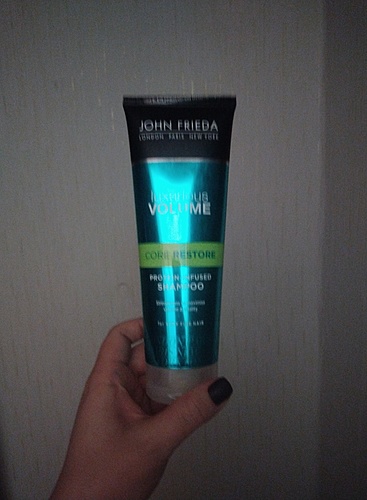 JOHN FRIEDA
LONDON PARIS NEW YORK
luxurious
VOLUME
CORE RESTORE
PROTEIN-INFUSED
SHAMPOO